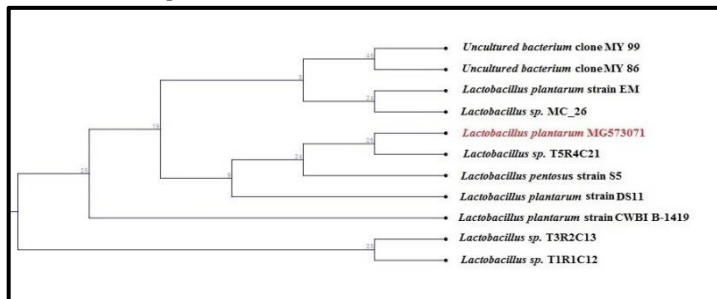 Uncultured bacterium clone MY 99
Uncultured bacterium clone MY 86
Lactobacillus plantarum strain EM
Lactobacillus sp. MC_26
Lactobacillus plantarum MG573071
Lactobacillus sp. T5R4C21
Lactobacillus pentosus strain S5
Lactobacillus plantarum strain DS11
Lactobacillus plantarum strain CWBI B-1419
Lactobacillus sp. T3R2C13
Lactobacillus sp. T1R1C12